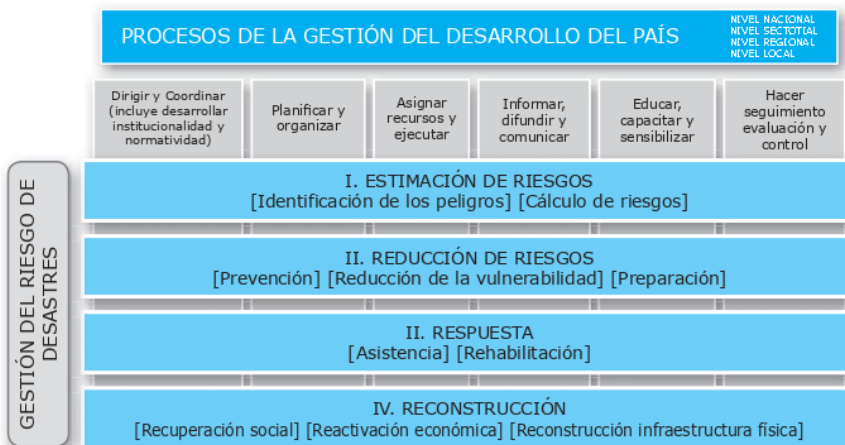 PROCESOS DE LA GESTIÓN DEL DESARROLLO DEL PAÍS
NIVEL NACIONAL
NIVEL SECTOTIAL
NIVEL REGIONAL
NIVEL LOCAL
Dirigir y Coordinar
(incluye desarrollar
institucionalidad y
normatividad)
Planificar y
organizar
Asignar
recursos y
ejecutar
Informar,
difundir y
comunicar
Educar,
capacitar y
sensibilizar
Hacer
seguimiento
evaluación y
control
GESTIÓN DEL RIESGO DE
DESASTRES
I. ESTIMACIÓN DE RIESGOS
[Identificación de los peligros] [Cálculo de riesgos]
II. REDUCCIÓN DE RIESGOS
[Prevención] [Reducción de la vulnerabilidad] [Preparación]
II. RESPUESTA
[Asistencia] [Rehabilitación]
IV. RECONSTRUCCIÓN
[Recuperación social] [Reactivación económica] [Reconstrucción infraestructura física]